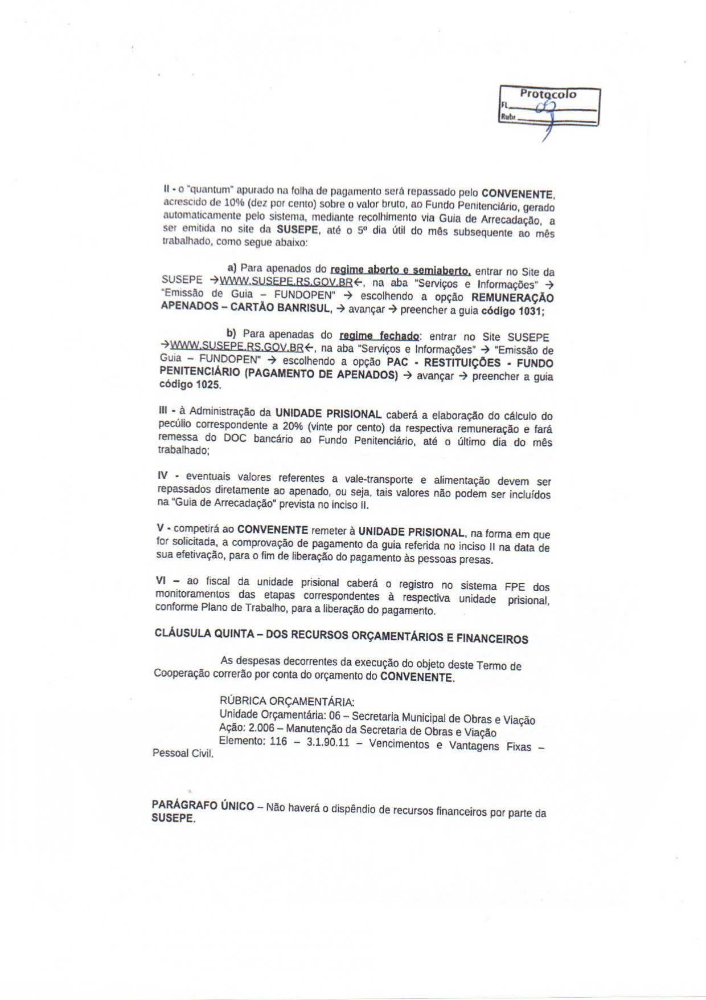 Protocolo
FL. 09
Rubr.
II - o "quantum" apurado na folha de pagamento será repassado pelo CONVENENTE,
acrescido de 10% (dez por cento) sobre o valor bruto, ao Fundo Penitenciário, gerado
automaticamente pelo sistema, mediante recolhimento via Guia de Arrecadação, a
ser emitida no site da SUSEPE, até o 5º dia útil do mês subsequente ao mês
trabalhado, como segue abaixo:
a) Para apenados do regime aberto e semiaberto, entrar no Site da
SUSEPE →WWW.SUSEPE.RS.GOV.BR←, na aba "Serviços e Informações" →
"Emissão de Guia – FUNDOPEN" → escolhendo a opção REMUNERAÇÃO
APENADOS – CARTÃO BANRISUL, → avançar → preencher a guia código 1031;
b) Para apenadas do regime fechado: entrar no Site SUSEPE
→WWW.SUSEPE.RS.GOV.BR←, na aba "Serviços e Informações" → "Emissão de
Guia – FUNDOPEN" → escolhendo a opção PAC - RESTITUIÇÕES - FUNDO
PENITENCIÁRIO (PAGAMENTO DE APENADOS) → avançar → preencher a guia
código 1025.
III - à Administração da UNIDADE PRISIONAL caberá a elaboração do cálculo do
pecúlio correspondente a 20% (vinte por cento) da respectiva remuneração e fará
remessa do DOC bancário ao Fundo Penitenciário, até o último dia do mês
trabalhado;
IV - eventuais valores referentes a vale-transporte e alimentação devem ser
repassados diretamente ao apenado, ou seja, tais valores não podem ser incluídos
na "Guia de Arrecadação" prevista no inciso II.
V - competirá ao CONVENENTE remeter à UNIDADE PRISIONAL, na forma em que
for solicitada, a comprovação de pagamento da guia referida no inciso II na data de
sua efetivação, para o fim de liberação do pagamento às pessoas presas.
VI – ao fiscal da unidade prisional caberá o registro no sistema FPE dos
monitoramentos das etapas correspondentes à respectiva unidade prisional,
conforme Plano de Trabalho, para a liberação do pagamento.
CLÁUSULA QUINTA – DOS RECURSOS ORÇAMENTÁRIOS E FINANCEIROS
As despesas decorrentes da execução do objeto deste Termo de
Cooperação correrão por conta do orçamento do CONVENENTE.
RÚBRICA ORÇAMENTÁRIA:
Unidade Orçamentária: 06 – Secretaria Municipal de Obras e Viação
Ação: 2.006 – Manutenção da Secretaria de Obras e Viação
Elemento: 116 – 3.1.90.11 – Vencimentos e Vantagens Fixas –
Pessoal Civil.
PARÁGRAFO ÚNICO – Não haverá o dispêndio de recursos financeiros por parte da
SUSEPE.